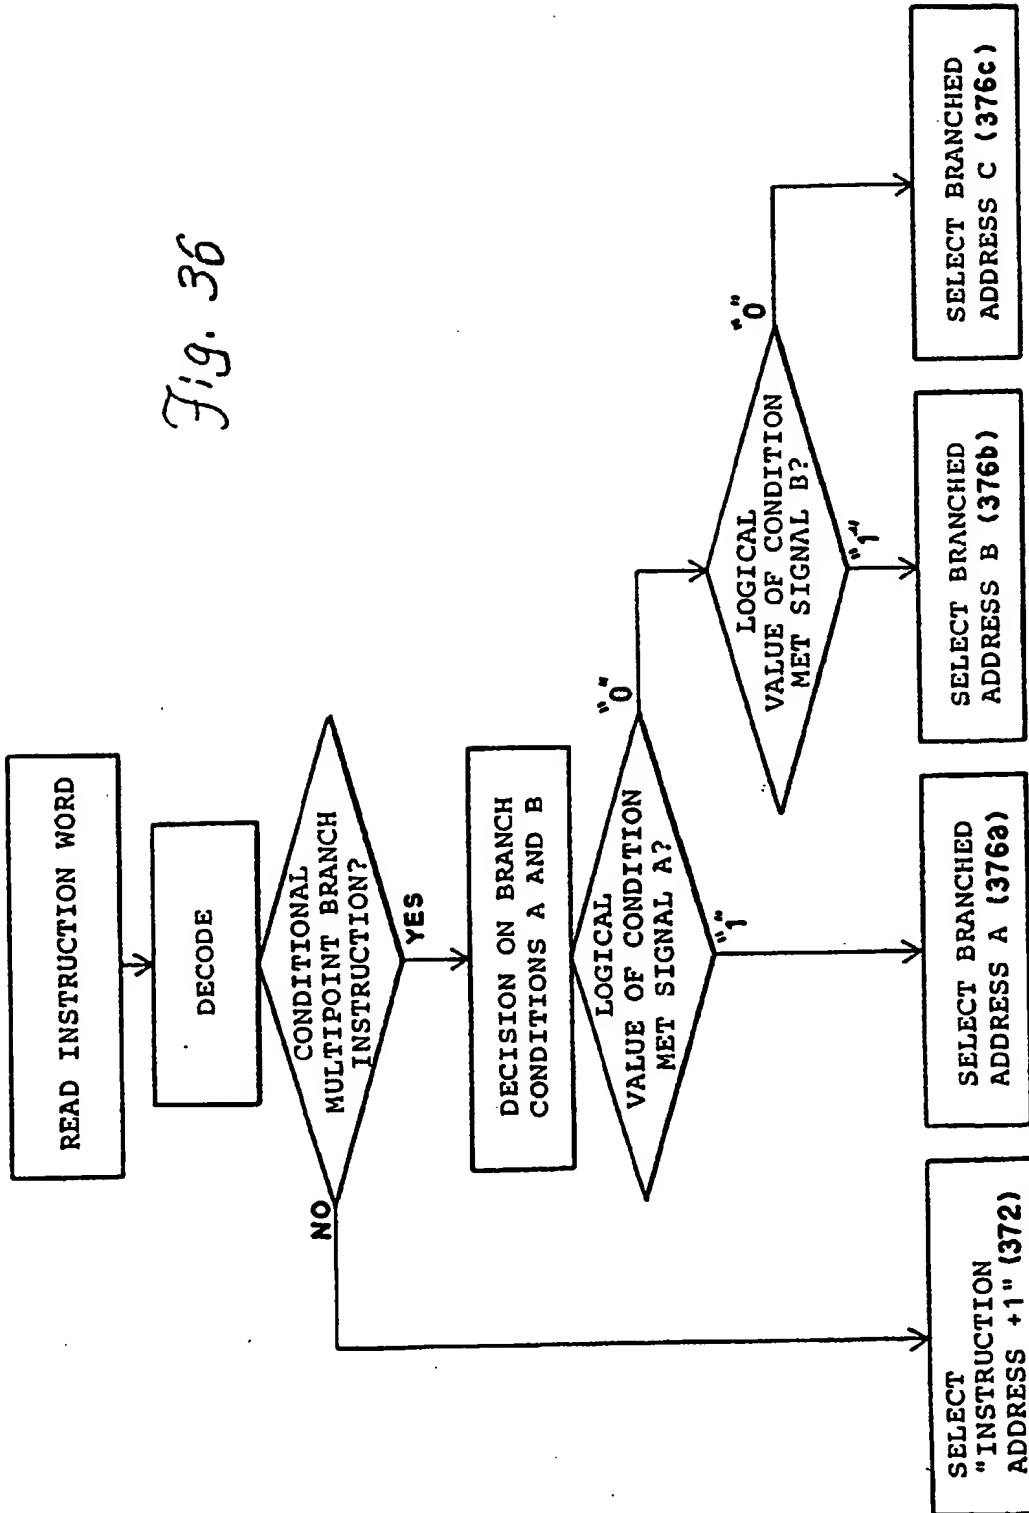 Fig. 36
READ INSTRUCTION WORD
DECODE
CONDITIONAL
MULTIPOINT BRANCH
INSTRUCTION?
NO
YES
DECISION ON BRANCH
CONDITIONS A AND B
LOGICAL
VALUE OF CONDITION
MET SIGNAL A?
"0"
"1"
LOGICAL
VALUE OF CONDITION
MET SIGNAL B?
"0"
"1"
SELECT
"INSTRUCTION
ADDRESS +1" (372)
SELECT BRANCHED
ADDRESS A (376a)
SELECT BRANCHED
ADDRESS B (376b)
SELECT BRANCHED
ADDRESS C (376c)